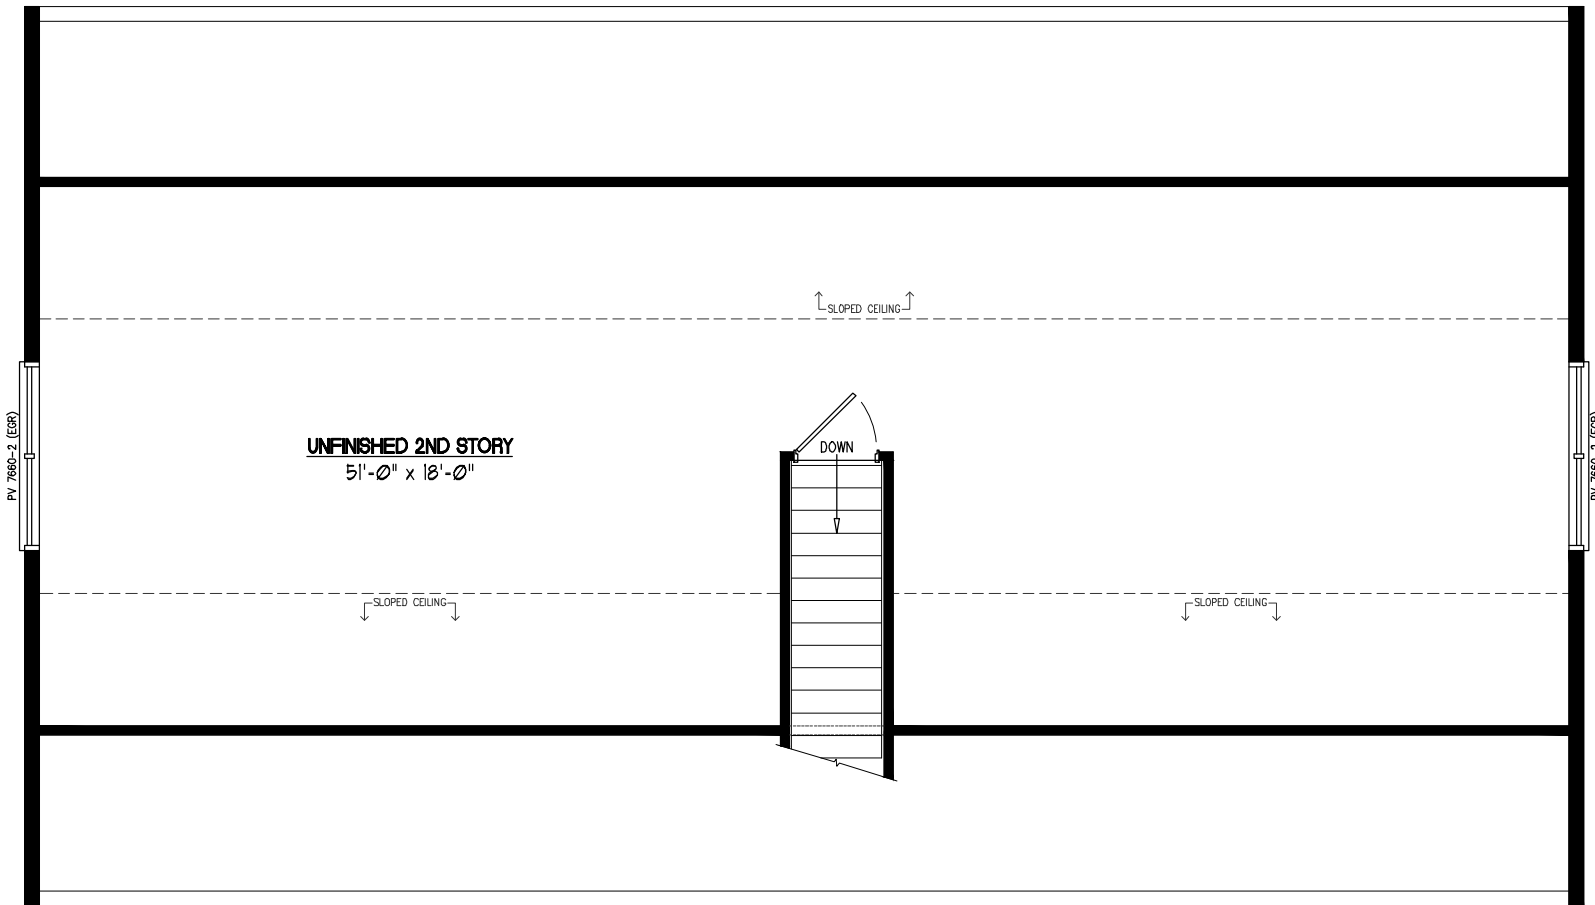 SLOPED CEILING
PV 7660-2 (EGR)
UNFINISHED 2ND STORY
51'-0" x 18'-0"
DOWN
SLOPED CEILING
SLOPED CEILING